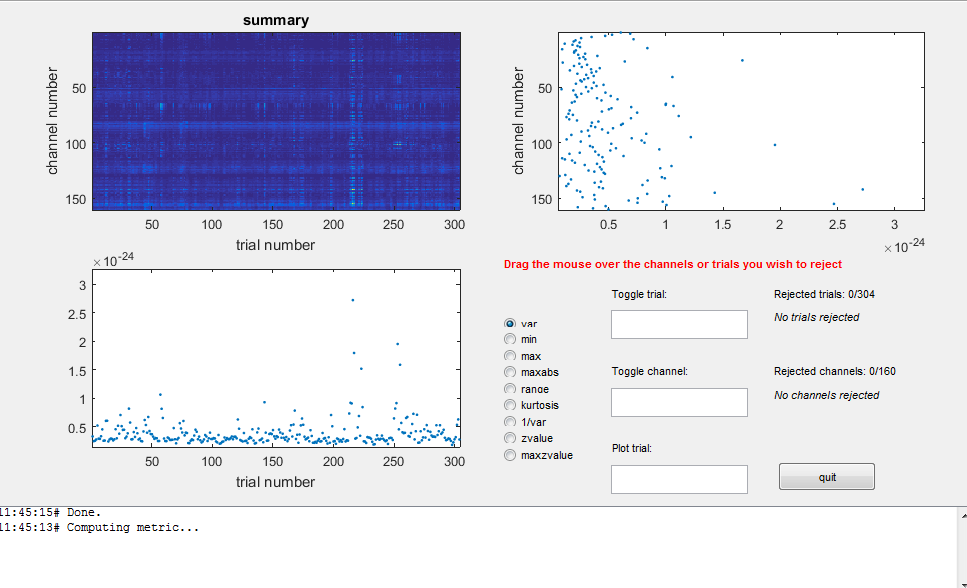 summary
channel number
50
100
150
50
100
150
200
250
300
trial number
channel number
50
100
150
0.5
1
1.5
2
2.5
3
×10-24
×10-24
3
2.5
2
1.5
1
0.5
50
100
150
200
250
300
trial number
Drag the mouse over the channels or trials you wish to reject
var
min
max
maxabs
range
kurtosis
1/var
zvalue
maxzvalue
Toggle trial:
Rejected trials: 0/304
No trials rejected
Toggle channel:
Rejected channels: 0/160
No channels rejected
Plot trial:
quit
11:45:15# Done.
11:45:13# Computing metric...